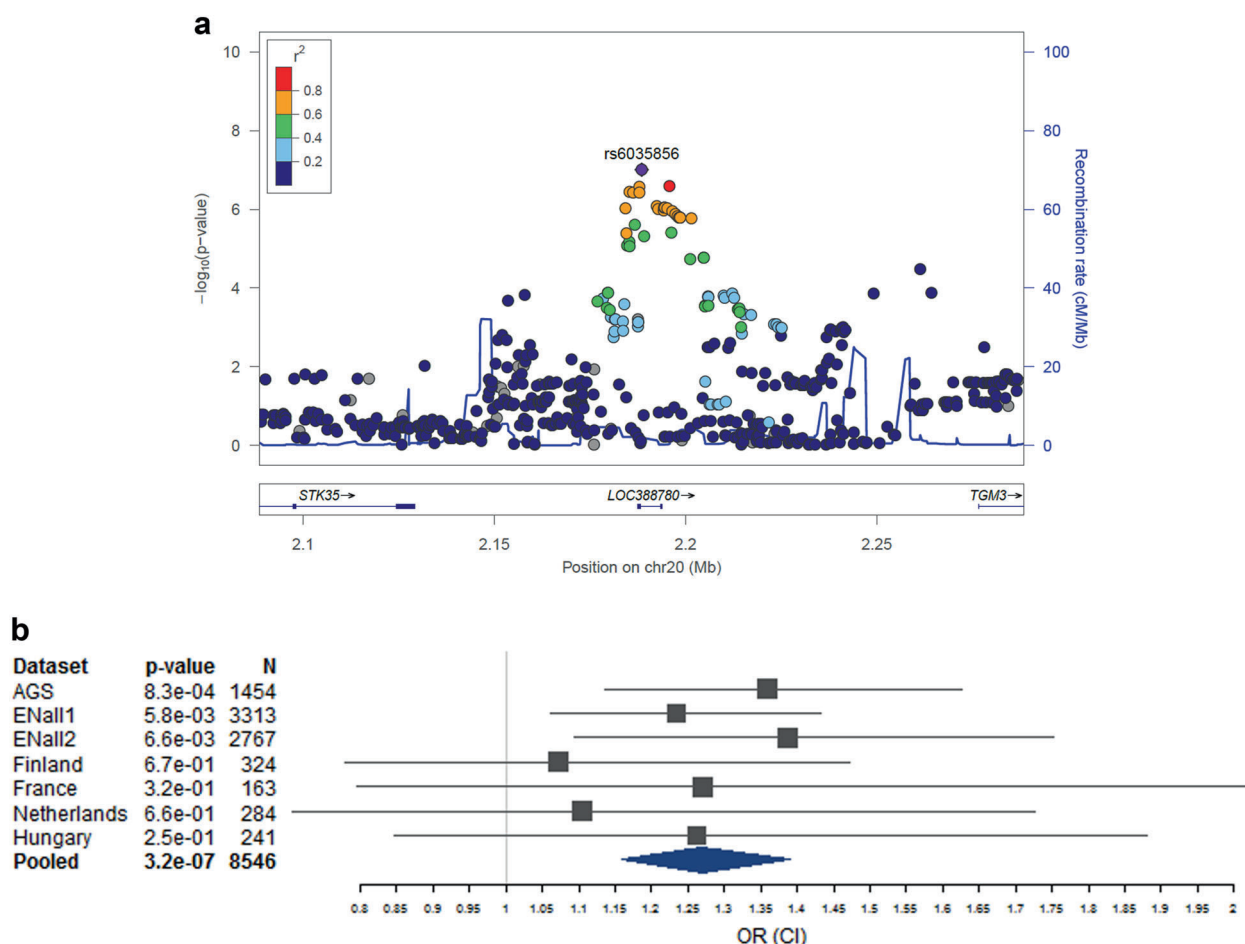 a
r2
0.8
0.6
0.4
0.2
10
8
6
4
2
0
−log10(p−value)
rs6035856
100
80
60
40
20
0
Recombination rate (cM/Mb)
STK35→
LOC388780→
TGM3→
2.1 2.15 2.2 2.25
Position on chr20 (Mb)
b
Dataset p-value N
AGS 8.3e-04 1454
ENall1 5.8e-03 3313
ENall2 6.6e-03 2767
Finland 6.7e-01 324
France 3.2e-01 163
Netherlands 6.6e-01 284
Hungary 2.5e-01 241
Pooled 3.2e-07 8546
0.8 0.85 0.9 0.95 1 1.05 1.1 1.15 1.2 1.25 1.3 1.35 1.4 1.45 1.5 1.55 1.6 1.65 1.7 1.75 1.8 1.85 1.9 1.95 2
OR (CI)